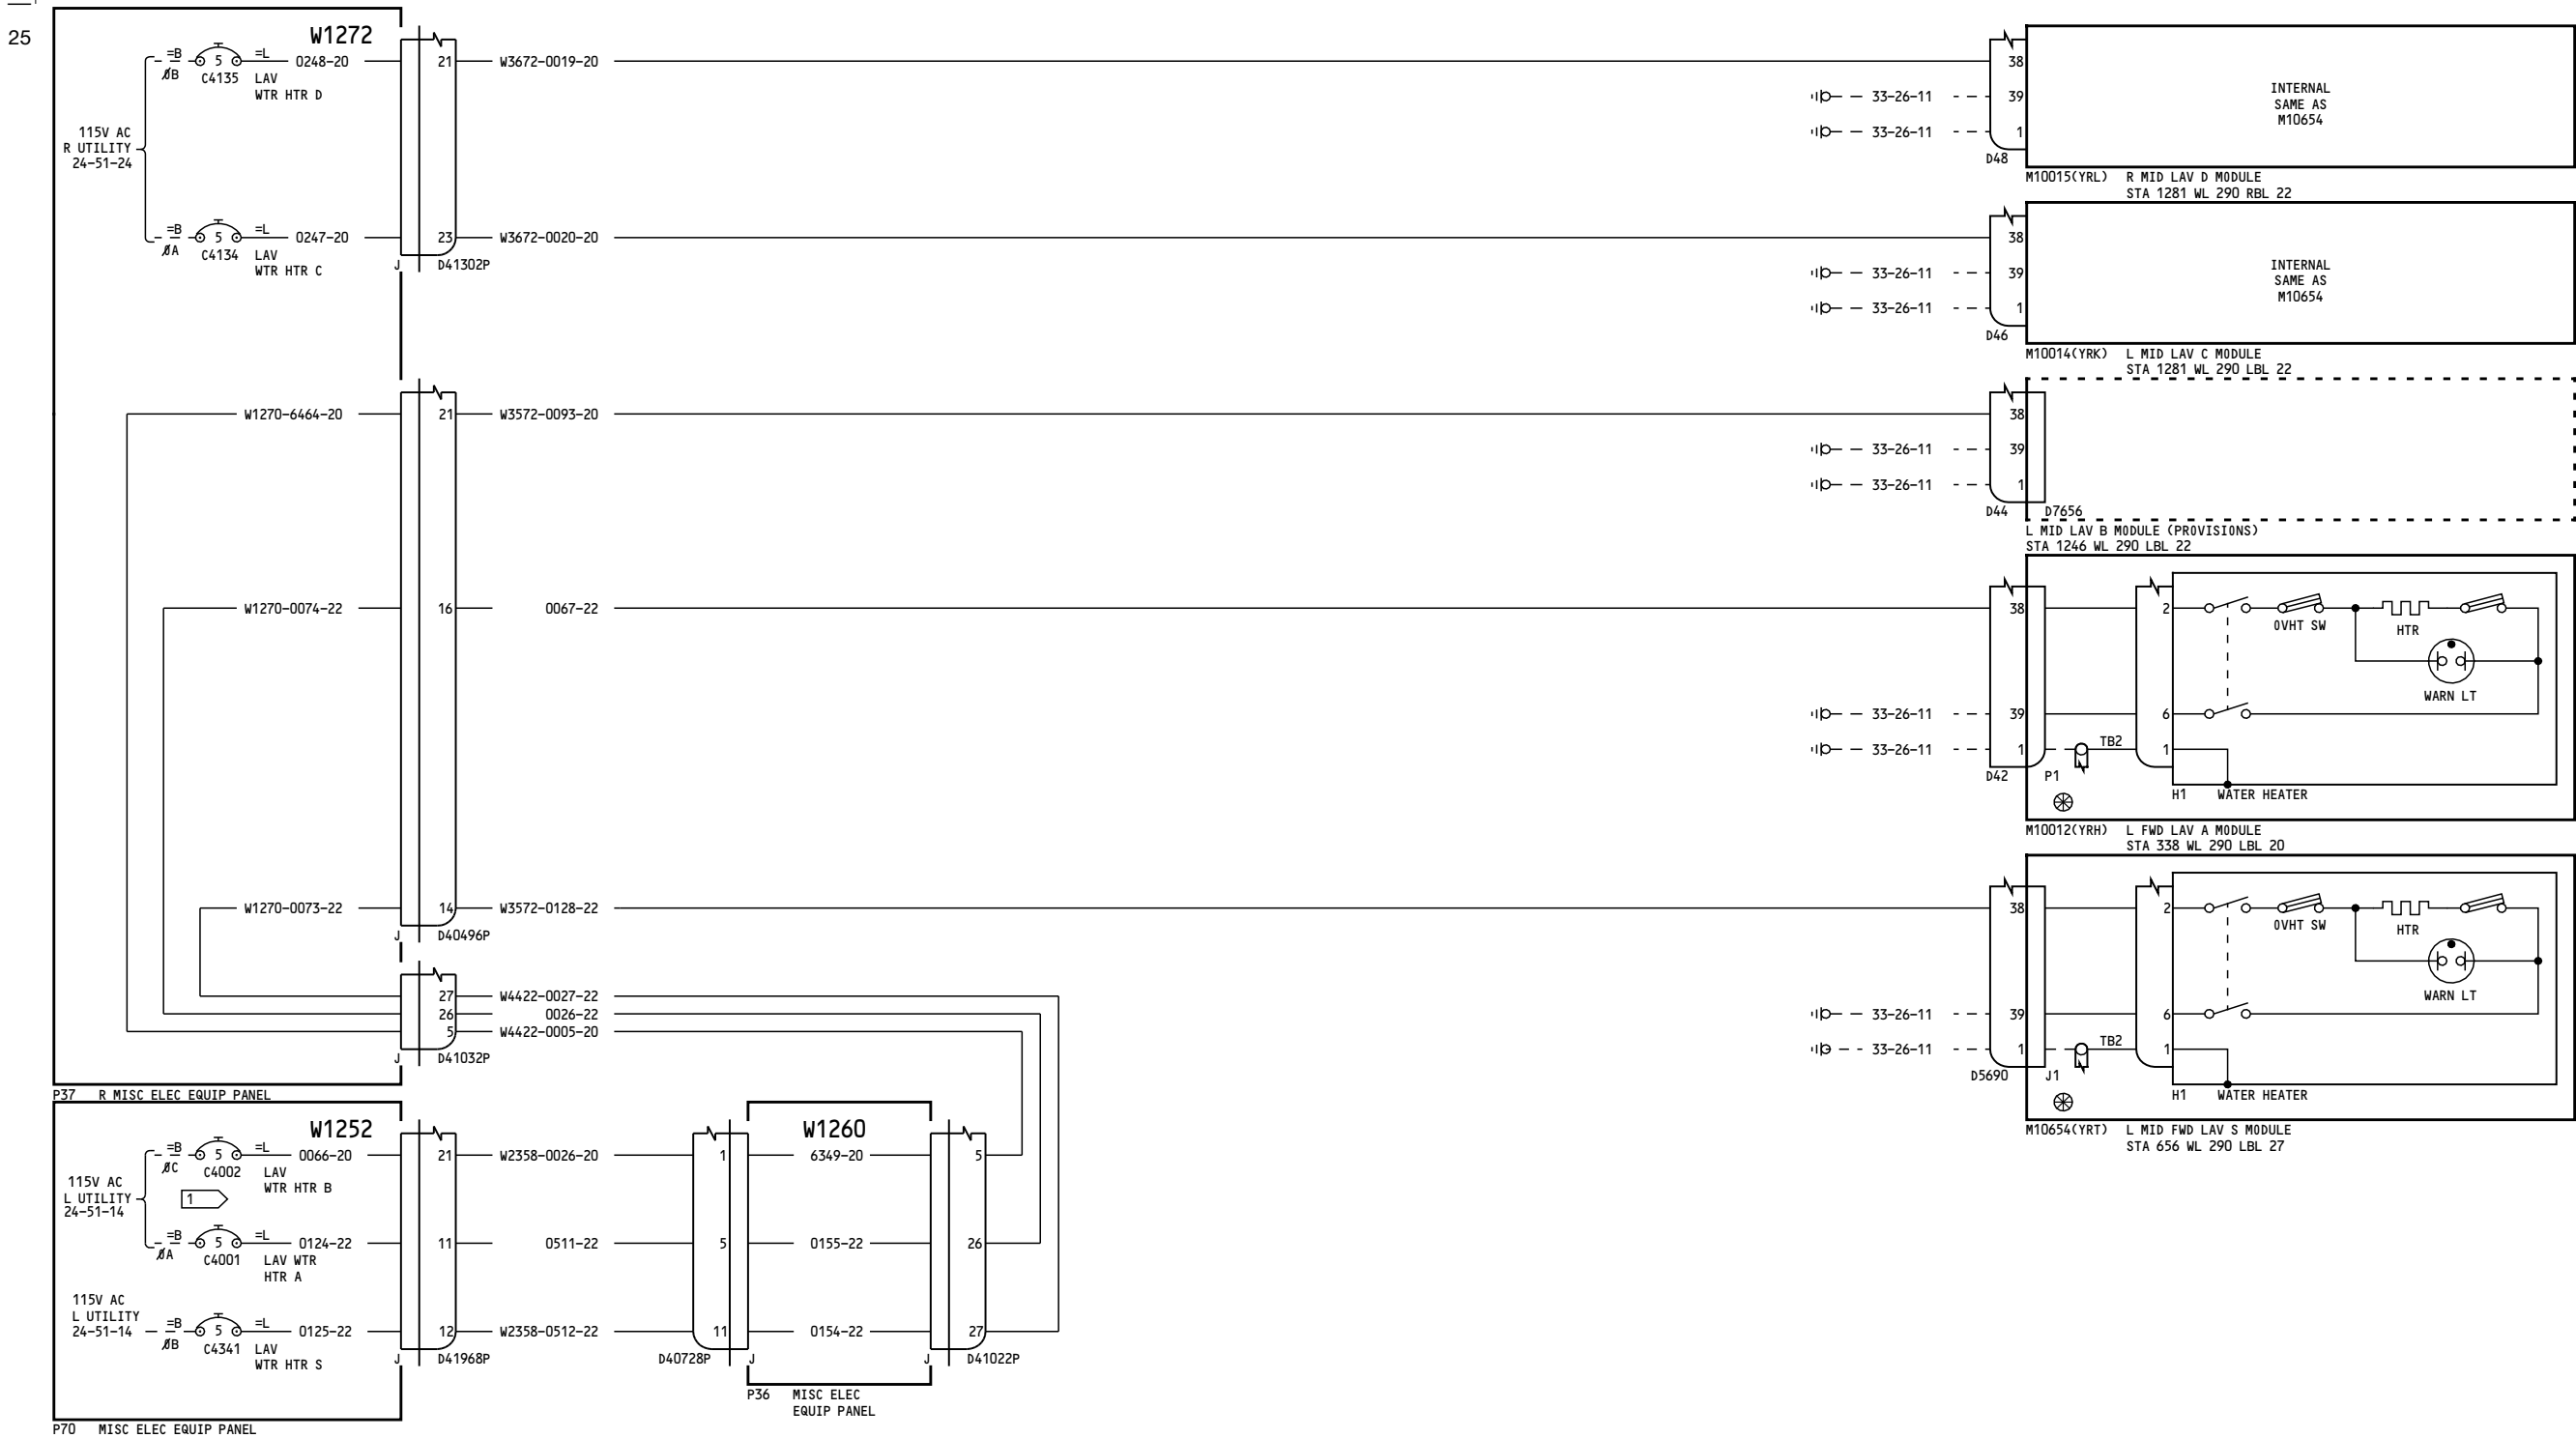 25
W1272
=B
ØB
5
C4135
=L
LAV
WTR HTR D
0248-20
21
W3672-0019-20
115V AC
R UTILITY
24-51-24
=B
ØA
5
C4134
=L
LAV
WTR HTR C
0247-20
23
W3672-0020-20
J
D41302P
38
33-26-11
39
33-26-11
1
D48
INTERNAL
SAME AS
M10654
M10015(YRL) R MID LAV D MODULE
STA 1281 WL 290 RBL 22
38
33-26-11
39
33-26-11
1
D46
INTERNAL
SAME AS
M10654
M10014(YRK) L MID LAV C MODULE
STA 1281 WL 290 LBL 22
W1270-6464-20
21
W3572-0093-20
38
33-26-11
39
33-26-11
1
D44
D7656
L MID LAV B MODULE (PROVISIONS)
STA 1246 WL 290 LBL 22
W1270-0074-22
16
0067-22
38
2
OVHT SW
HTR
WARN LT
33-26-11
39
6
33-26-11
1
TB2
1
D42
P1
H1
WATER HEATER
M10012(YRH) L FWD LAV A MODULE
STA 338 WL 290 LBL 20
W1270-0073-22
14
W3572-0128-22
J
D40496P
38
2
OVHT SW
HTR
WARN LT
33-26-11
39
6
33-26-11
1
TB2
1
D5690
J1
H1
WATER HEATER
M10654(YRT) L MID FWD LAV S MODULE
STA 656 WL 290 LBL 27
27
W4422-0027-22
26
0026-22
5
W4422-0005-20
J
D41032P
P37 R MISC ELEC EQUIP PANEL
W1252
=B
ØC
5
C4002
=L
LAV
WTR HTR B
0066-20
21
W2358-0026-20
1
W1260
6349-20
5
115V AC
L UTILITY
24-51-14
1
=B
ØA
5
C4001
=L
LAV WTR
HTR A
0124-22
11
0511-22
5
0155-22
26
115V AC
L UTILITY
24-51-14
=B
ØB
5
C4341
=L
LAV
WTR HTR S
0125-22
12
W2358-0512-22
11
0154-22
27
J
D41968P
D40728P
J
J
D41022P
P36 MISC ELEC
EQUIP PANEL
P70 MISC ELEC EQUIP PANEL